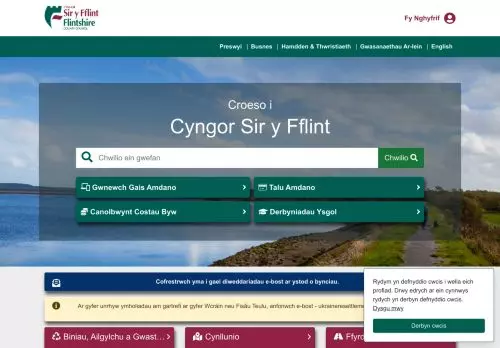 CYNGOR
Sir y Fflint
Flintshire
COUNTY COUNCIL
Fy Nghyfrif
Preswyl | Busnes | Hamdden & Thwristiaeth | Gwasanaethau Ar-lein | English
Croeso i
Cyngor Sir y Fflint
Chwilio ein gwefan
Chwilio
Gwnewch Gais Amdano
Talu Amdano
Canolbwynt Costau Byw
Derbyniadau Ysgol
Cofrestrwch yma i gael diweddariadau e-bost ar ystod o bynciau.
Ar gyfer unrhyw ymholiadau am gartrefi ar gyfer Wcráin neu Fisâu Teulu, anfonwch e-bost - ukraineresettlem
Biniau, Ailgylchu a Gwast...
Cynllunio
Ffyrd
Rydym yn defnyddio cwcis i wella eich
profiad. Drwy edrych ar ein cynnwys
rydych yn derbyn defnyddio cwcis.
Dysgu mwy
Derbyn cwcis